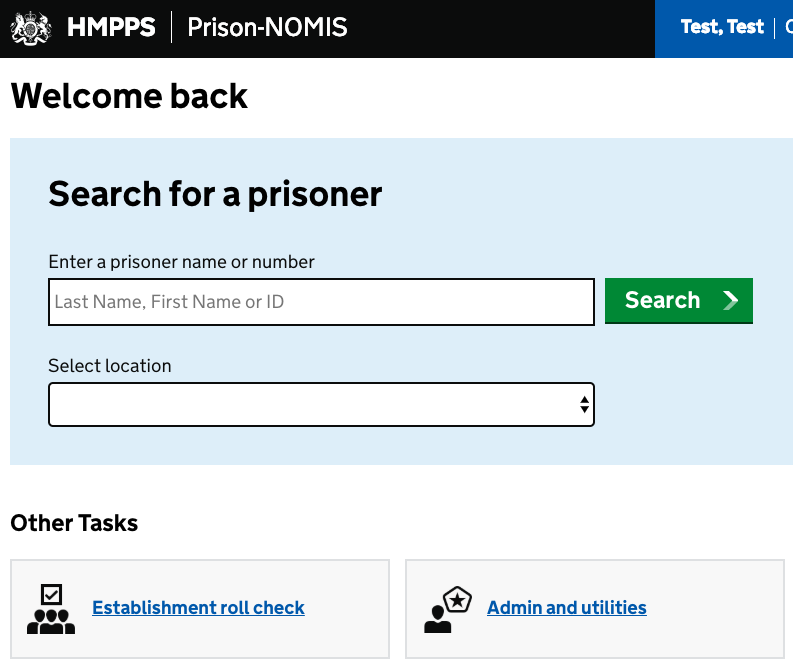 HMPPS Prison-NOMIS Test, Test
Welcome back
Search for a prisoner
Enter a prisoner name or number
Last Name, First Name or ID Search
Select location
Other Tasks
Establishment roll check Admin and utilities